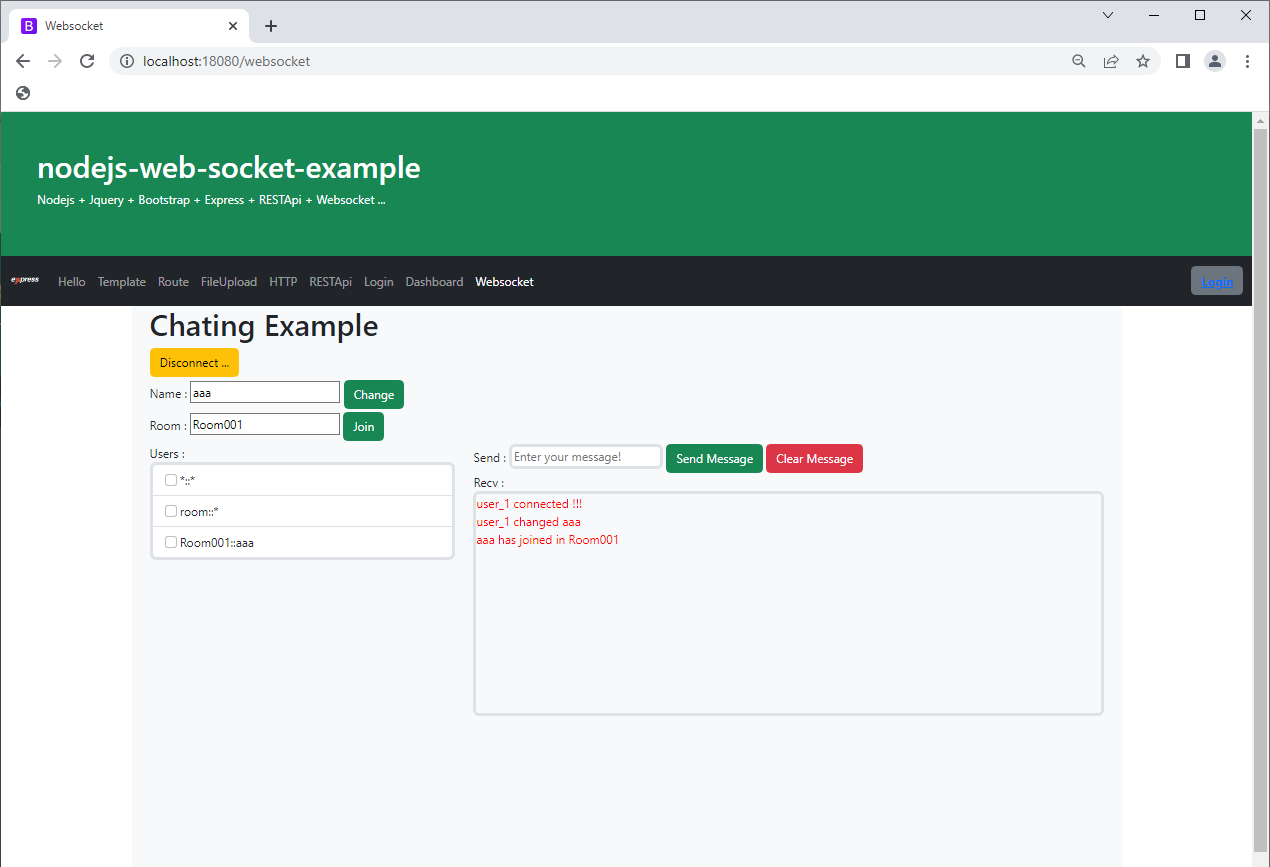 Websocket
localhost:18080/websocket
nodejs-web-socket-example
Nodejs + Jquery + Bootstrap + Express + RESTApi + Websocket ...
express Hello Template Route FileUpload HTTP RESTApi Login Dashboard Websocket Login
Chating Example
Disconnect ...
Name : aaa Change
Room : Room001 Join
Users :
*::*
room::*
Room001::aaa
Send : Enter your message! Send Message Clear Message
Recv :
user_1 connected !!!
user_1 changed aaa
aaa has joined in Room001